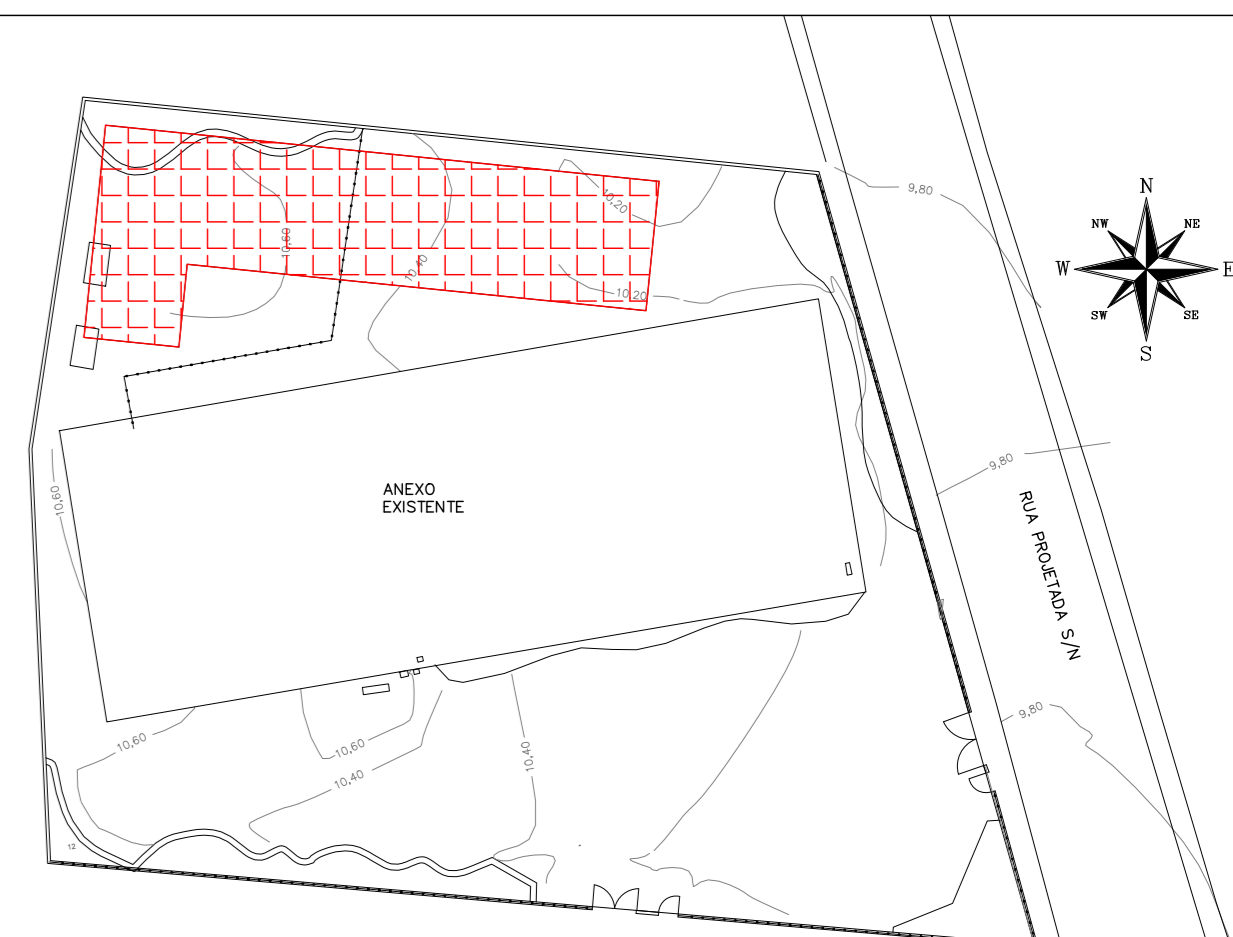 9,80
N
NW
NE
W
E
SW
SE
S
10,20
10,60
10,40
10,20
9,80
ANEXO
EXISTENTE
10,60
RUA PROJETADA S/N
9,80
10,60
10,60
10,40
10,40
12